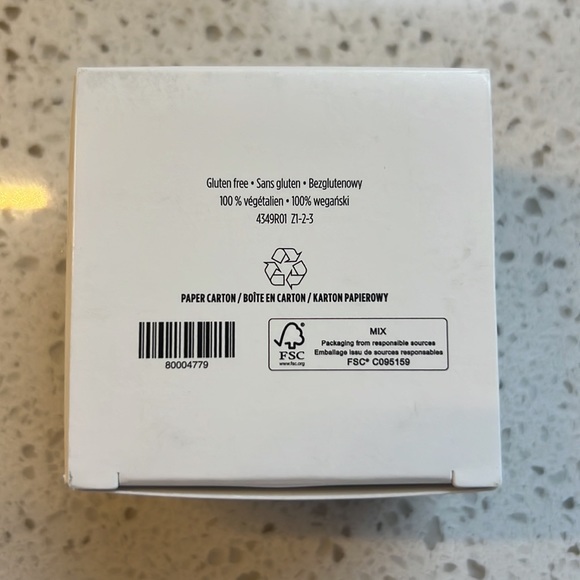 Gluten free • Sans gluten • Bezglutenowy
100 % végétalien • 100% wegański
4349R01 Z1-2-3
PAPER CARTON / BOÎTE EN CARTON / KARTON PAPIEROWY
80004779
FSC
www.fsc.org
MIX
Packaging from responsible sources
Emballage issu de sources responsables
FSC® C095159